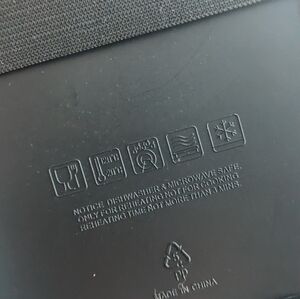 NOTICE: DISHWASHER & MICROWAVE SAFE.
ONLY FOR REHEATING NOT FOR COOKING
REHEATING TIME NOT MORE THAN 3 MINS.
5
PP
MADE IN CHINA